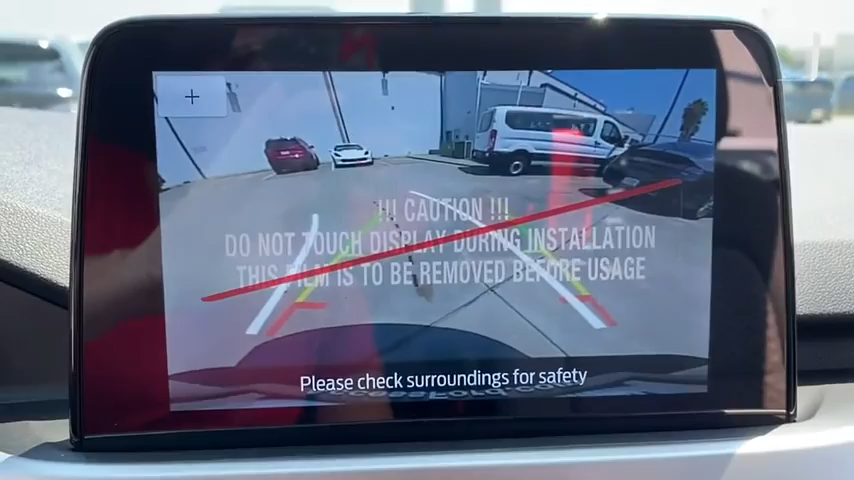 !!! CAUTION !!!
DO NOT TOUCH DISPLAY DURING INSTALLATION
THIS FILM IS TO BE REMOVED BEFORE USAGE
Please check surroundings for safety